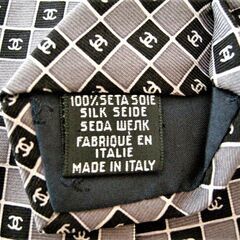 100% SETA SOIE
SILK SEIDE
SEDA ШЕЛК
FABRIQUÉ EN
ITALIE
MADE IN ITALY